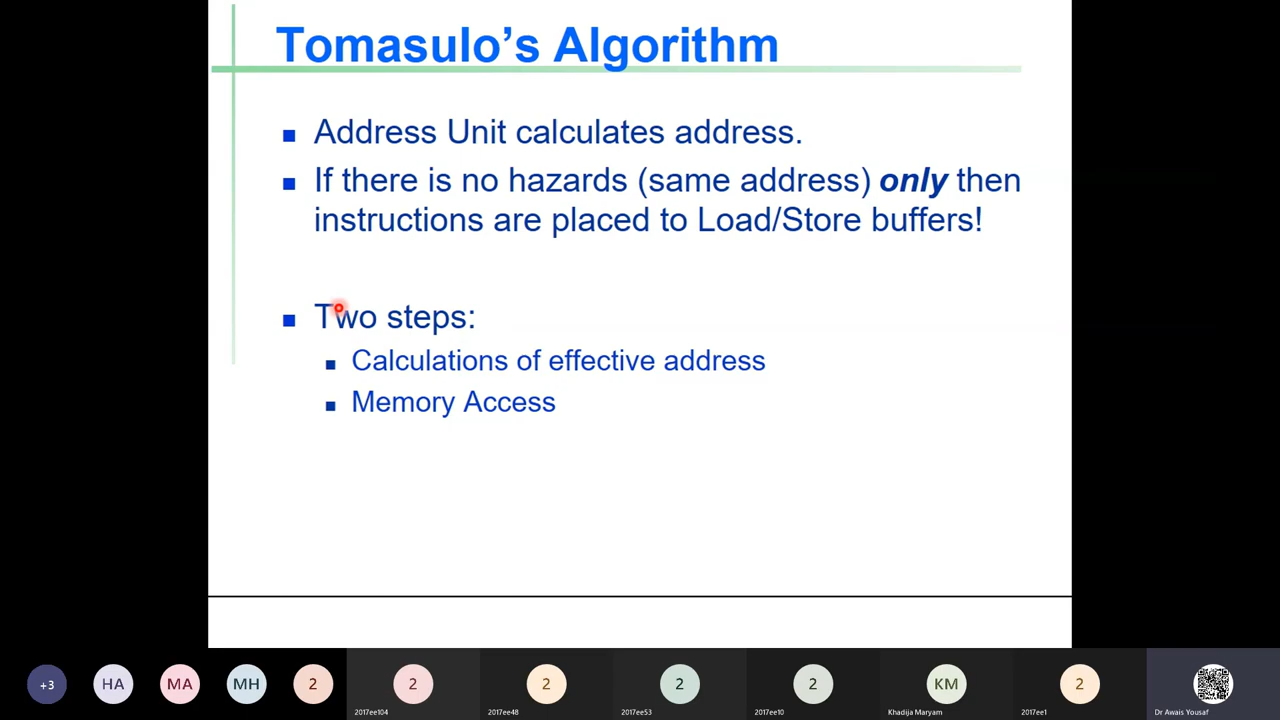 Tomasulo's Algorithm
Address Unit calculates address.
If there is no hazards (same address) only then
instructions are placed to Load/Store buffers!
Two steps:
Calculations of effective address
Memory Access
+3
HA
MA
MH
2
2
2
2
2
KM
2
2017ee104
2017ee48
2017ee53
2017ee10
Khadija Maryam
2017ee1
Dr Awais Yousaf